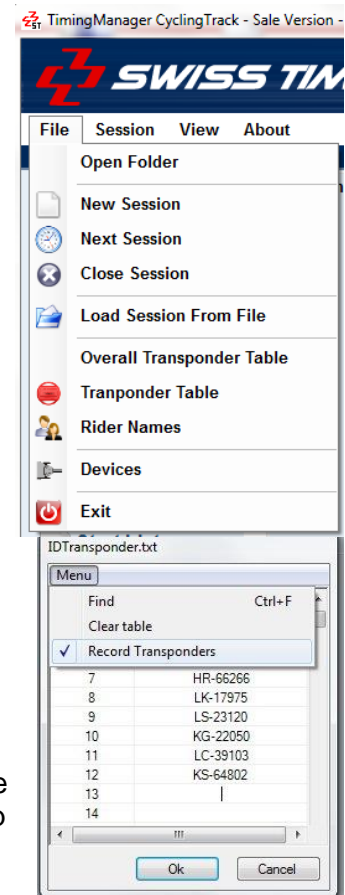 TimingManager CyclingTrack - Sale Version -
SWISS TIM
File Session View About
Open Folder
New Session
Next Session
Close Session
Load Session From File
Overall Transponder Table
Tranponder Table
Rider Names
Devices
Exit
IDTransponder.txt
Menu
Find Ctrl+F
Clear table
✓ Record Transponders
7 HR-66266
8 LK-17975
9 LS-23120
10 KG-22050
11 LC-39103
12 KS-64802
13
14
Ok Cancel